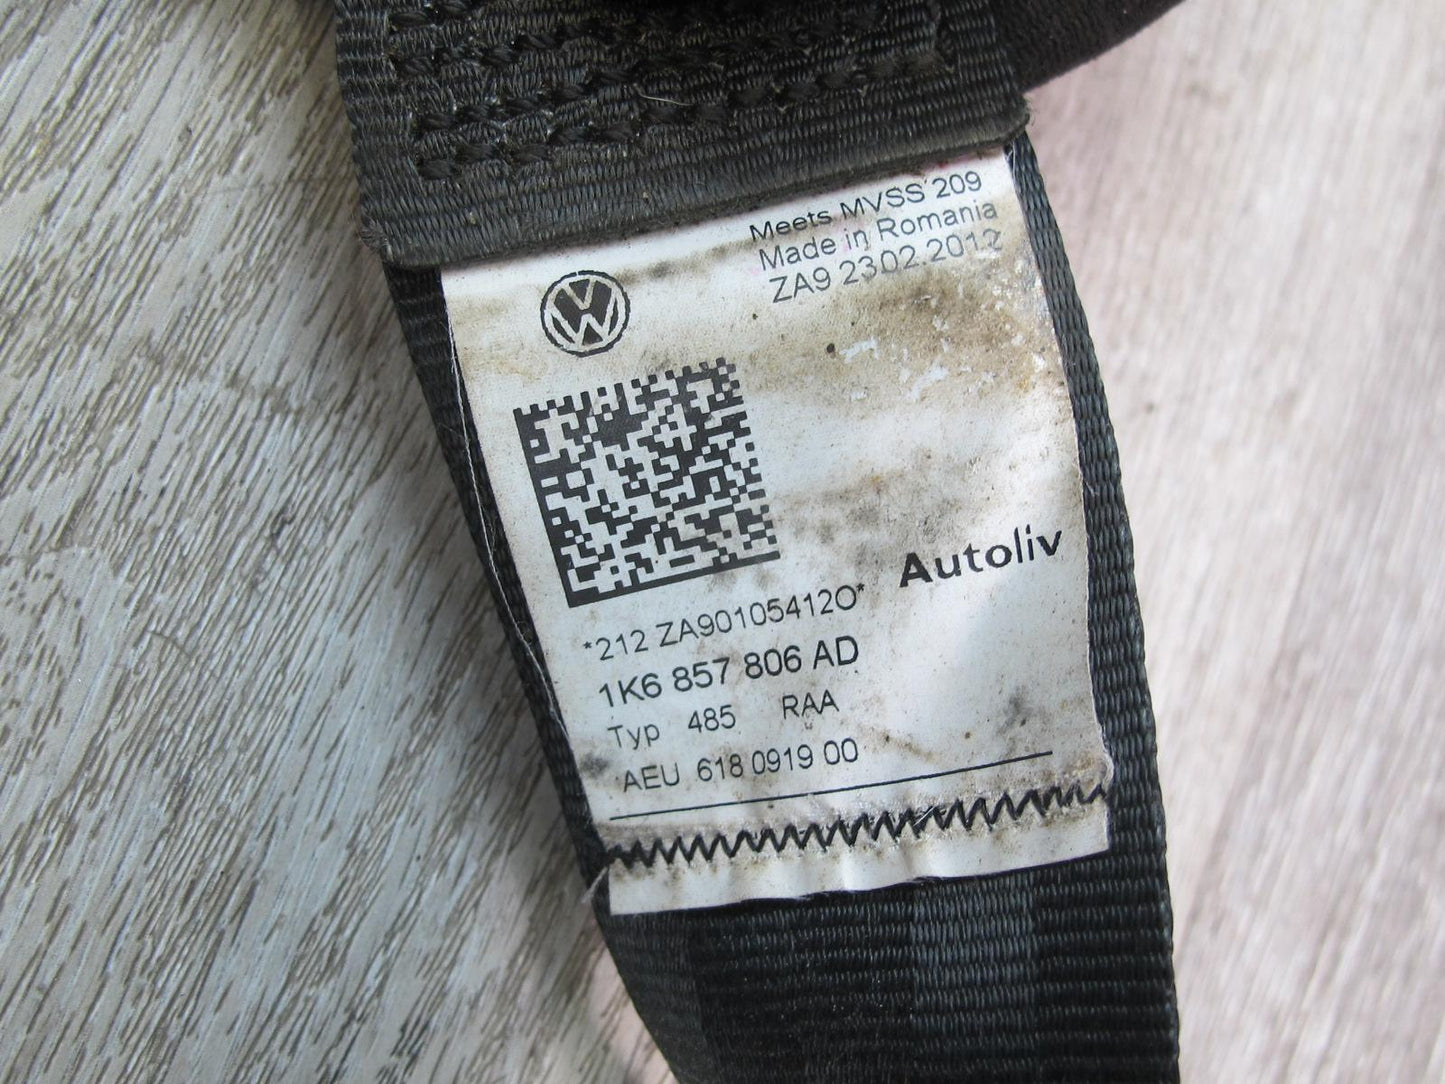 Meets MVSS 209
Made in Romania
ZA9 23.02.2012
Autoliv
*212 ZA90105412O*
1K6 857 806 AD
Typ 485 RAA
AEU 618 0919 00